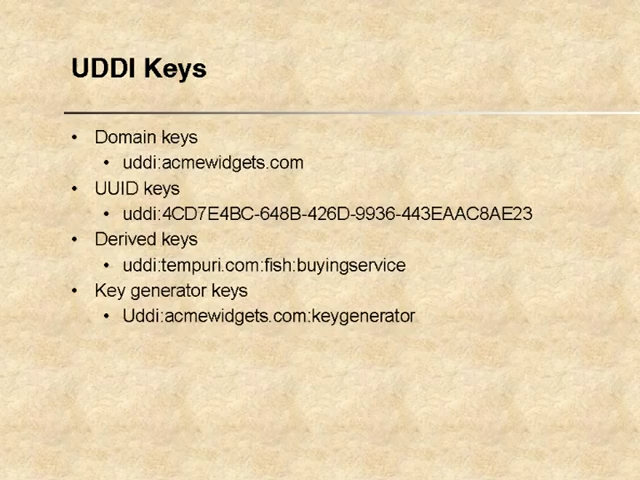 UDDI Keys
• Domain keys
• uddi:acmewidgets.com
• UUID keys
• uddi:4CD7E4BC-648B-426D-9936-443EAAC8AE23
• Derived keys
• uddi:tempuri.com:fish:buyingservice
• Key generator keys
• Uddi:acmewidgets.com:keygenerator